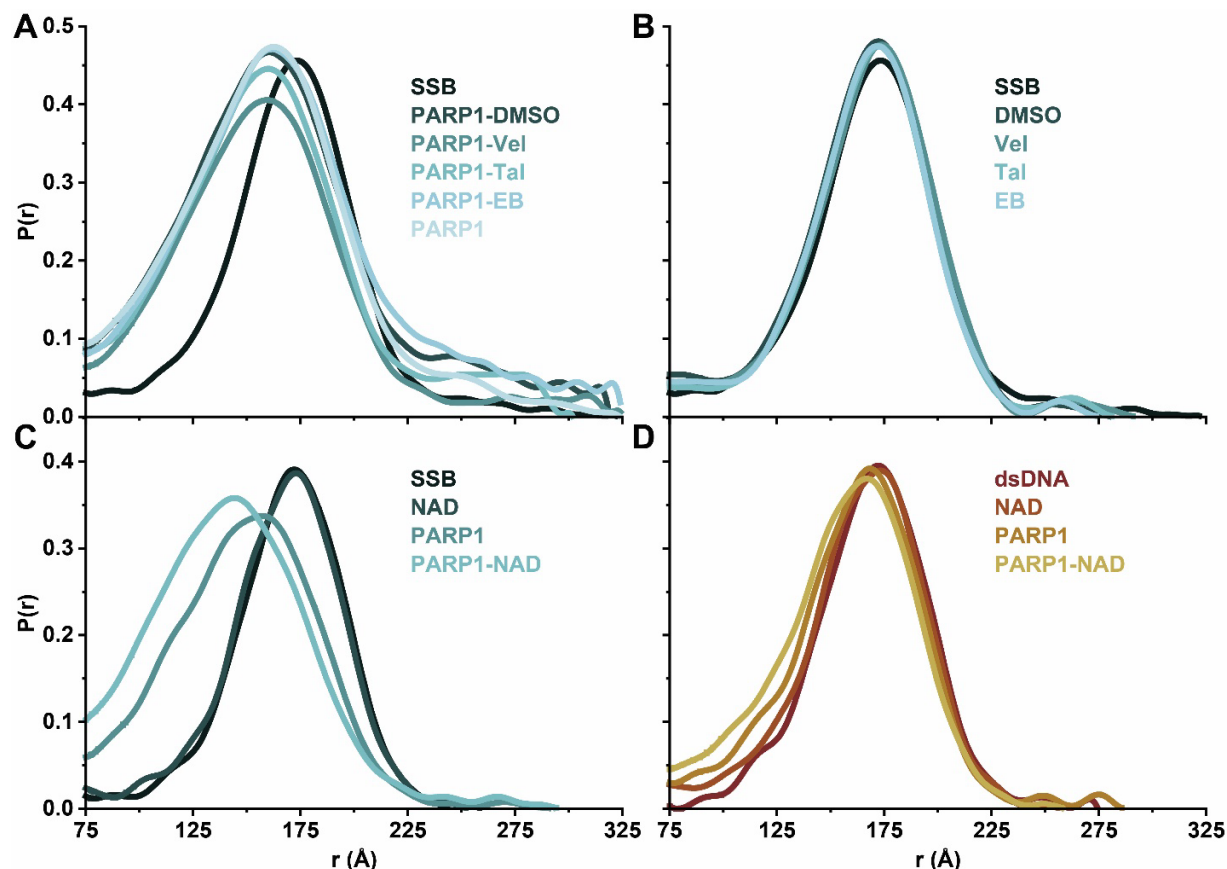 A
0.5
0.4
0.3
0.2
0.1
0.0
P(r)
SSB
PARP1-DMSO
PARP1-Vel
PARP1-Tal
PARP1-EB
PARP1
B
SSB
DMSO
Vel
Tal
EB
C
0.4
0.3
0.2
0.1
0.0
P(r)
SSB
NAD
PARP1
PARP1-NAD
75 125 175 225 275 325
r (Å)
D
dsDNA
NAD
PARP1
PARP1-NAD
75 125 175 225 275 325
r (Å)